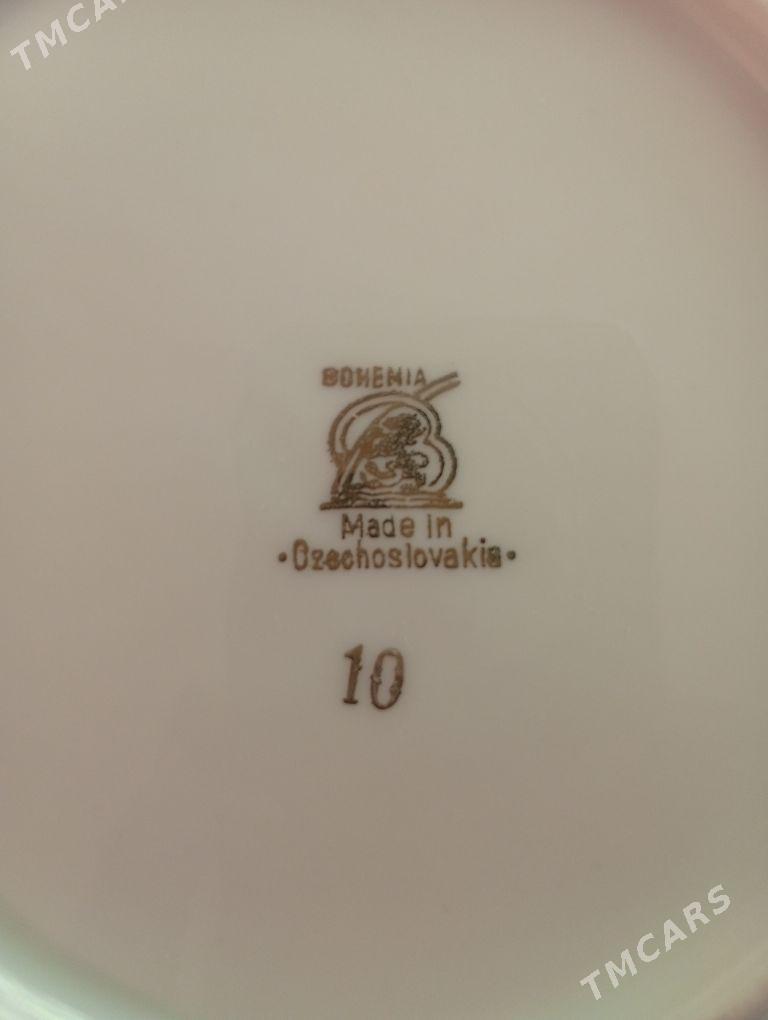 TMCARS
BOHEMIA
Made in
·Czechoslovakia·
10
TMCARS